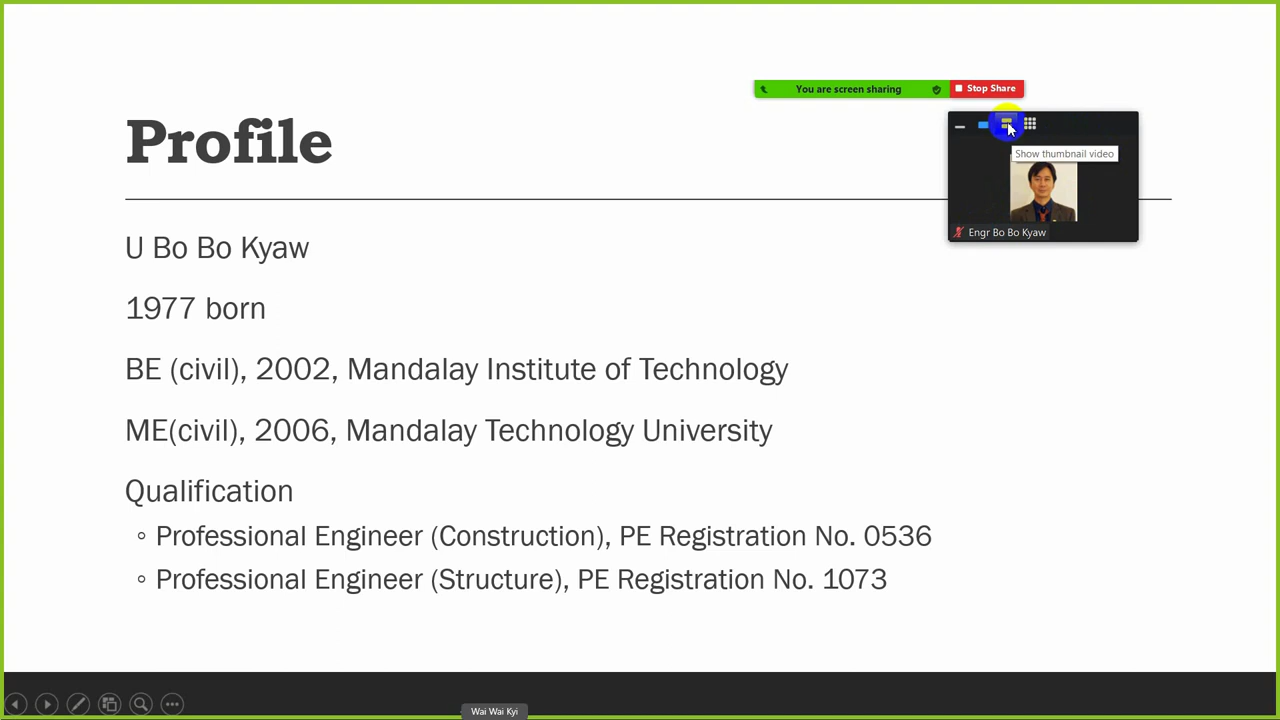 You are screen sharing
Stop Share
Profile
Show thumbnail video
Engr Bo Bo Kyaw
U Bo Bo Kyaw
1977 born
BE (civil), 2002, Mandalay Institute of Technology
ME(civil), 2006, Mandalay Technology University
Qualification
◦ Professional Engineer (Construction), PE Registration No. 0536
◦ Professional Engineer (Structure), PE Registration No. 1073
Wai Wai Kyi